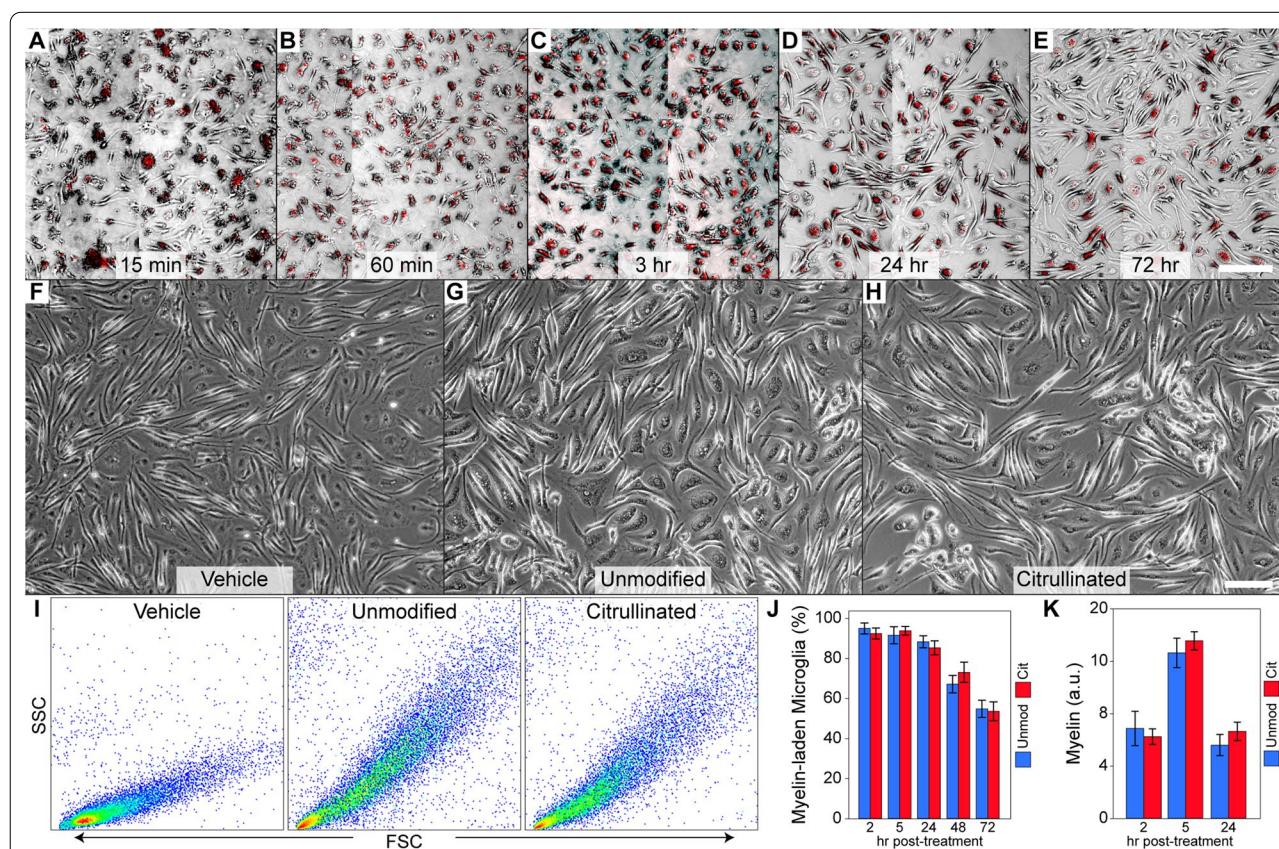 A
B
C
D
E
15 min
60 min
3 hr
24 hr
72 hr
F
G
H
Vehicle
Unmodified
Citrullinated
I
Vehicle
Unmodified
Citrullinated
SSC
FSC
J
Myelin-laden Microglia (%)
100
80
60
40
20
0
2 5 24 48 72
hr post-treatment
Unmod
Cit
K
Myelin (a.u.)
20
10
8
4
0
2 5 24
hr post-treatment
Unmod
Cit